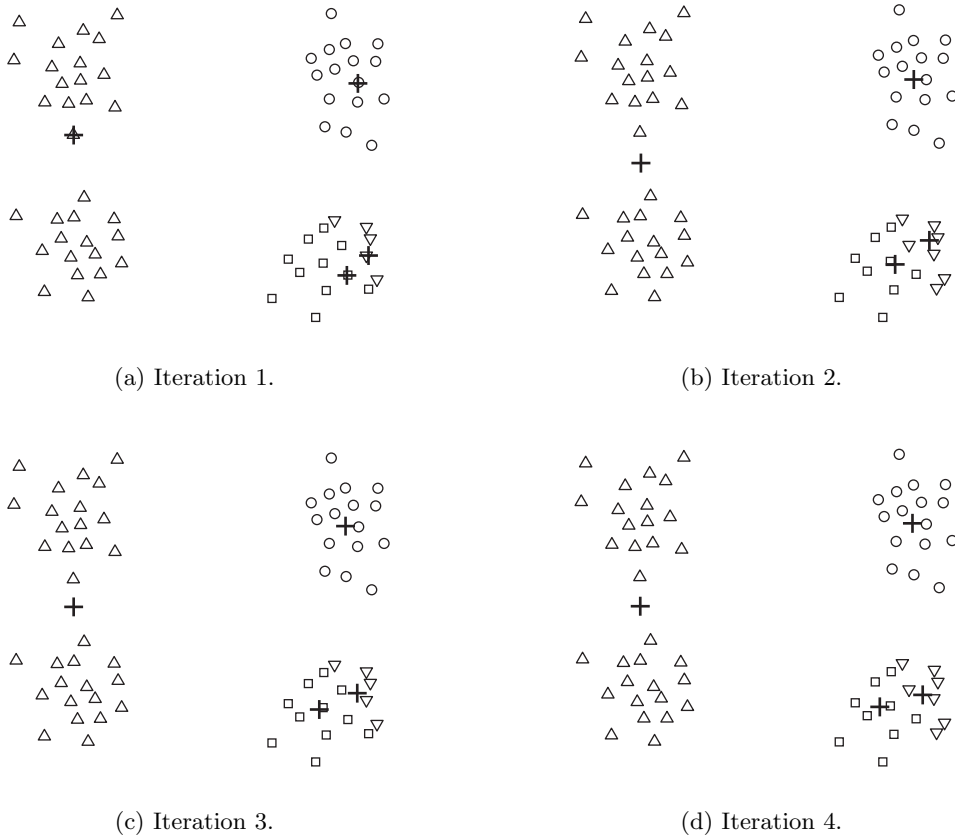 (a) Iteration 1.
(b) Iteration 2.
(c) Iteration 3.
(d) Iteration 4.